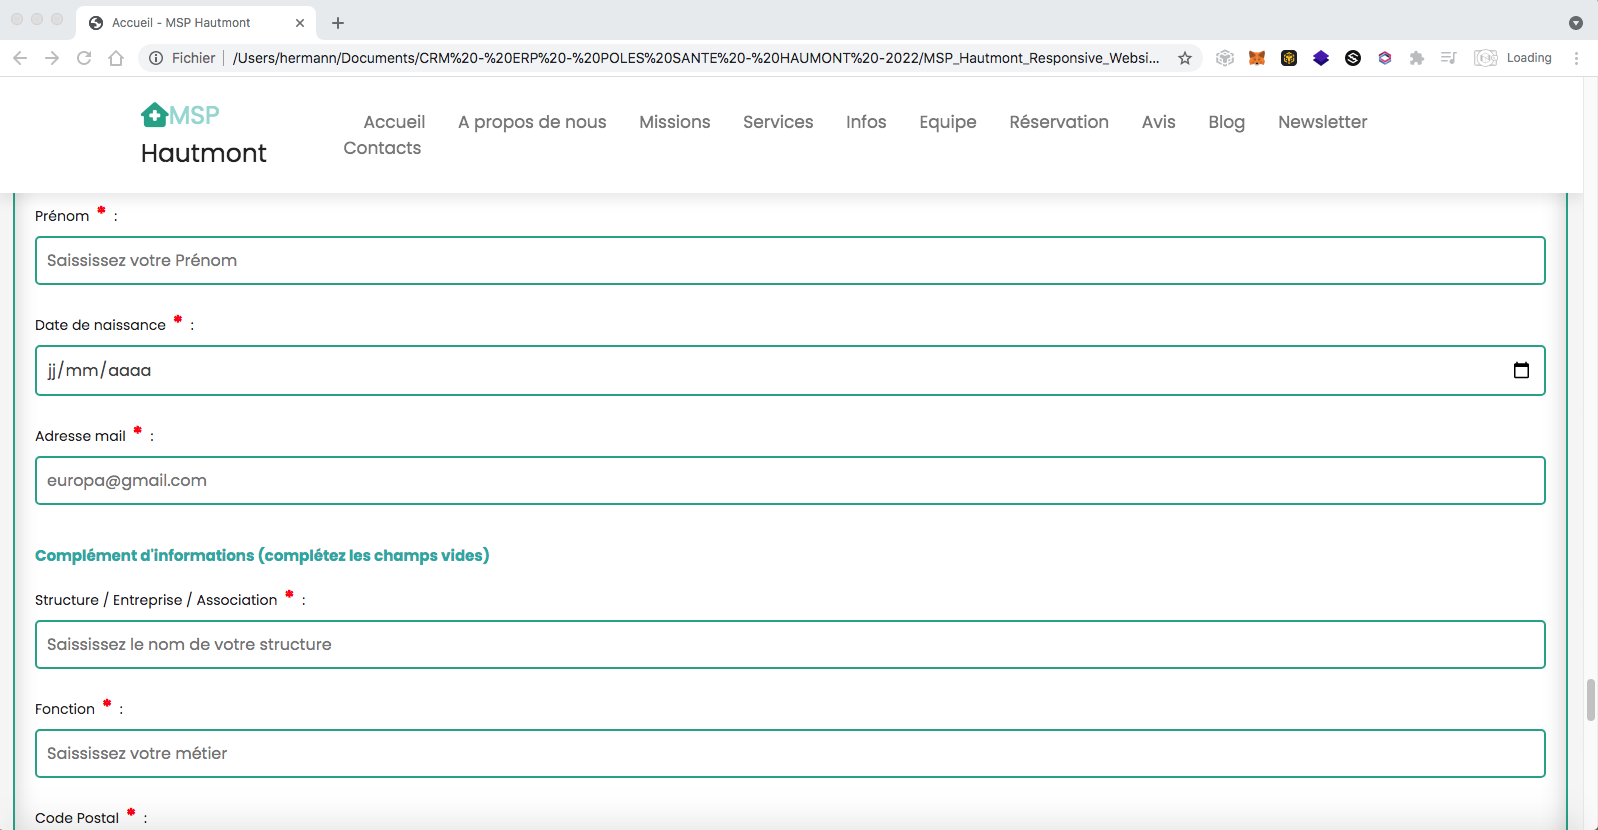 Accueil - MSP Hautmont
Fichier
/Users/hermann/Documents/CRM%20-%20ERP%20-%20POLES%20SANTE%20-%20HAUMONT%20-2022/MSP_Hautmont_Responsive_Websi...
Loading
MSP
Hautmont
Accueil A propos de nous Missions Services Infos Equipe Réservation Avis Blog Newsletter
Contacts
Prénom * :
Saississez votre Prénom
Date de naissance * :
jj/mm/aaaa
Adresse mail * :
europa@gmail.com
Complément d'informations (complétez les champs vides)
Structure / Entreprise / Association * :
Saississez le nom de votre structure
Fonction * :
Saississez votre métier
Code Postal * :